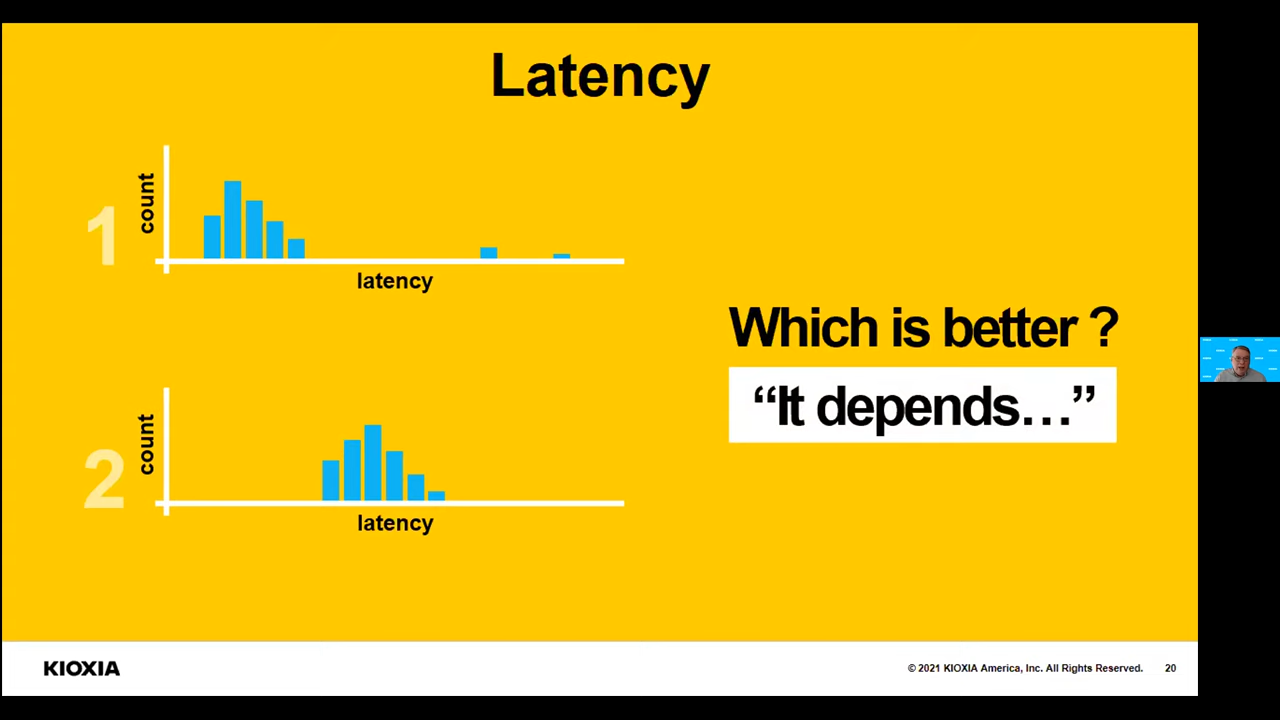 Latency
1
count
latency
2
count
latency
Which is better ?
“It depends…”
KIOXIA
© 2021 KIOXIA America, Inc. All Rights Reserved.
20